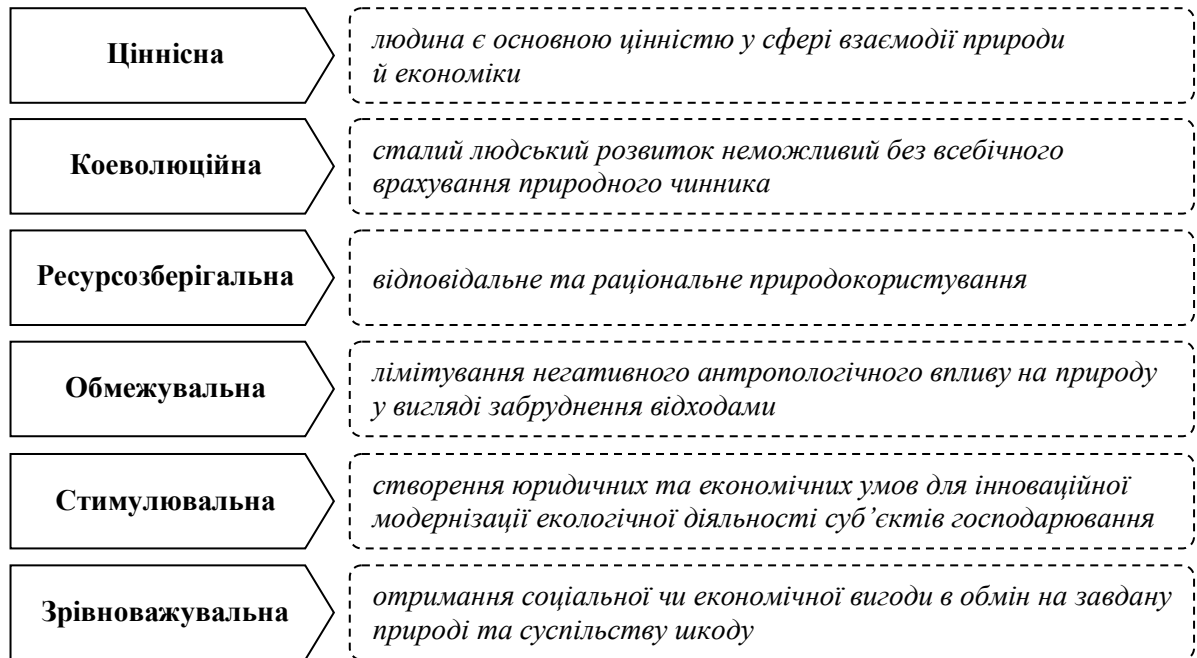 Ціннісна
людина є основною цінністю у сфері взаємодії природи
й економіки
Коеволюційна
сталий людський розвиток неможливий без всебічного
врахування природного чинника
Ресурсозберігальна
відповідальне та раціональне природокористування
Обмежувальна
лімітування негативного антропологічного впливу на природу
у вигляді забруднення відходами
Стимулювальна
створення юридичних та економічних умов для інноваційної
модернізації екологічної діяльності суб’єктів господарювання
Зрівноважувальна
отримання соціальної чи економічної вигоди в обмін на завдану
природі та суспільству шкоду